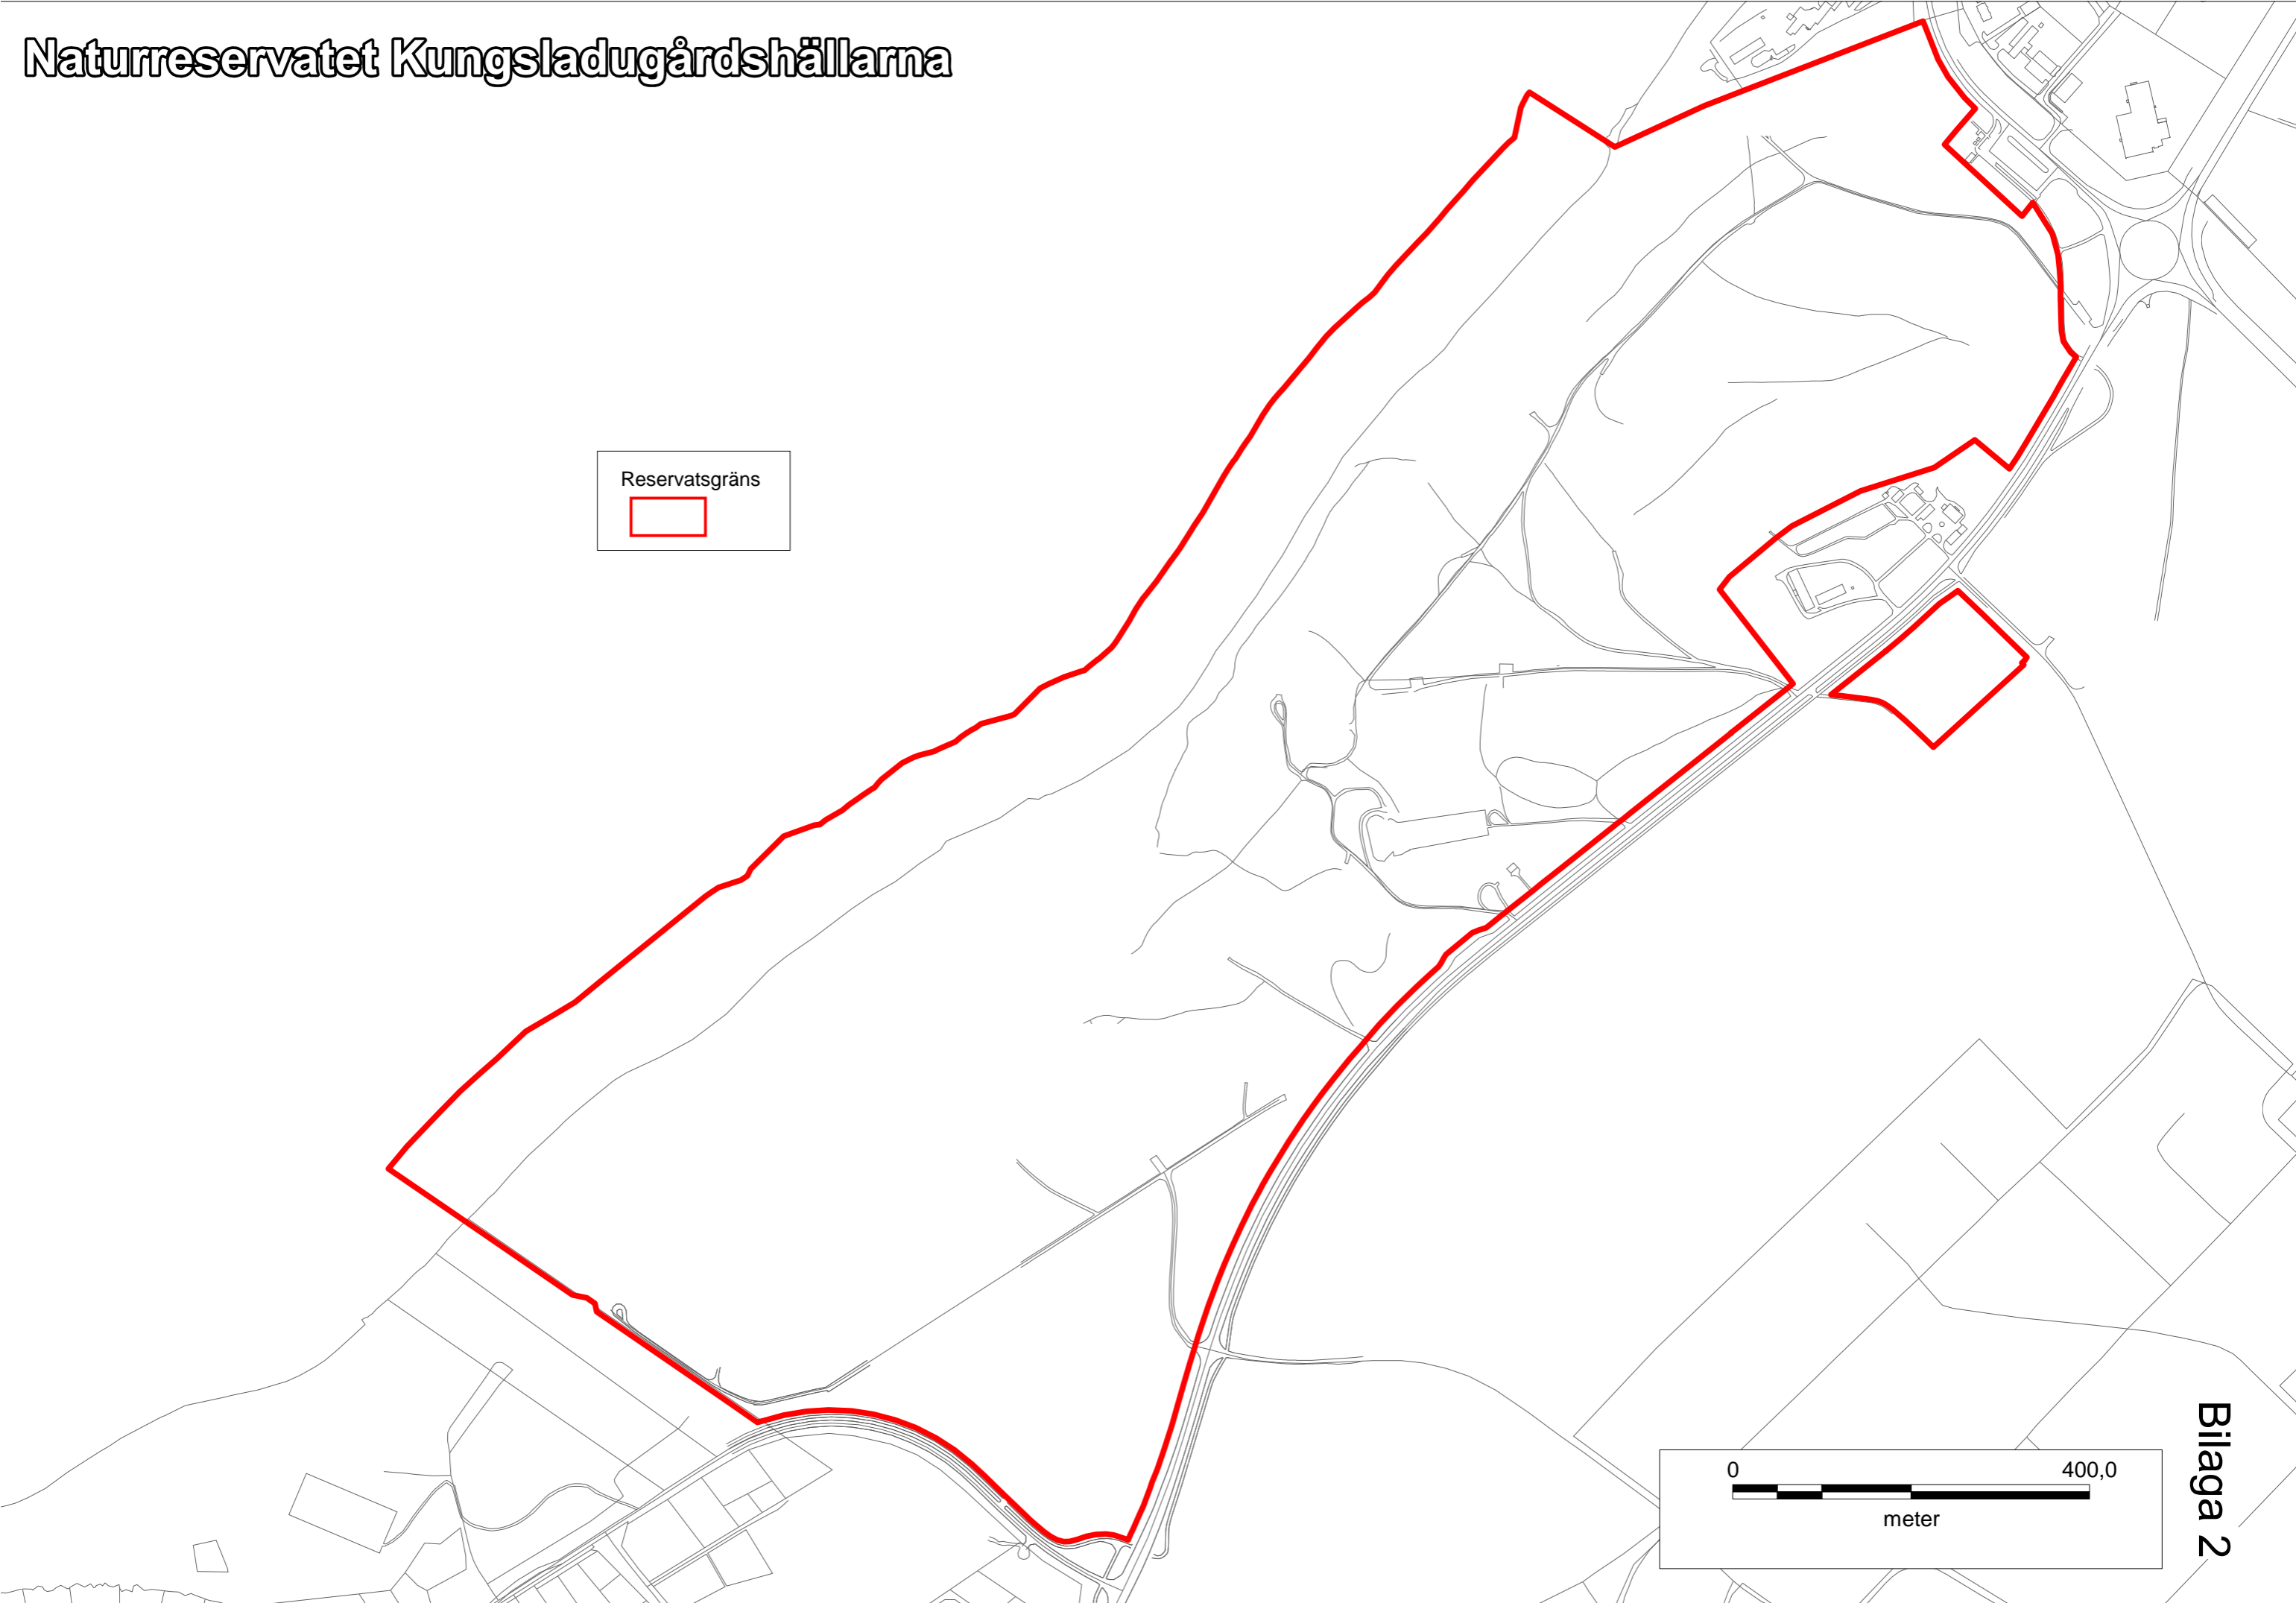 Naturreservatet Kungsladugårdshällarna
Reservatsgräns
0 400,0
meter
Bilaga 2